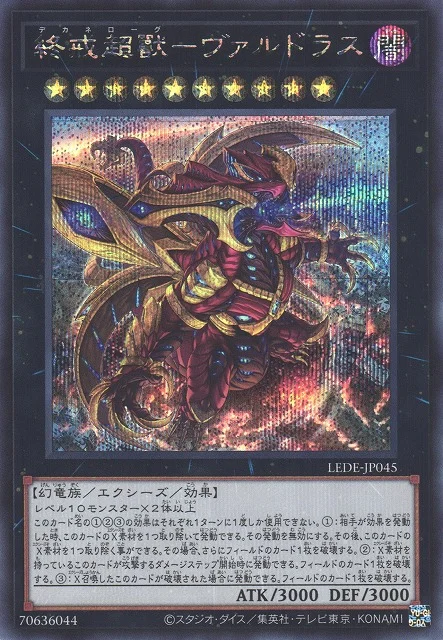 デカネローグ
終戒超獸－ヴァルドラス
闇
LEDE-JP045
【幻竜族／エクシーズ／効果】
レベル10モンスター×2体以上
このカード名の①②③の効果はそれぞれ1ターンに1度しか使用できない。①：相手が効果を発動
した時、このカードのX素材を1つ取り除いて発動できる。その発動を無効にする。その後、このカードの
X素材を1つ取り除く事ができる。その場合、さらにフィールドのカード1枚を破壊する。②：X素材を
持っているこのカードが攻撃するダメージステップ開始時に発動できる。フィールドのカード1枚を
破壊する。③：X召喚したこのカードが破壊された場合に発動できる。フィールドのカード1枚を破壊する。
ATK/3000 DEF/3000
70636044
©スタジオ・ダイス／集英社・テレビ東京・KONAMI